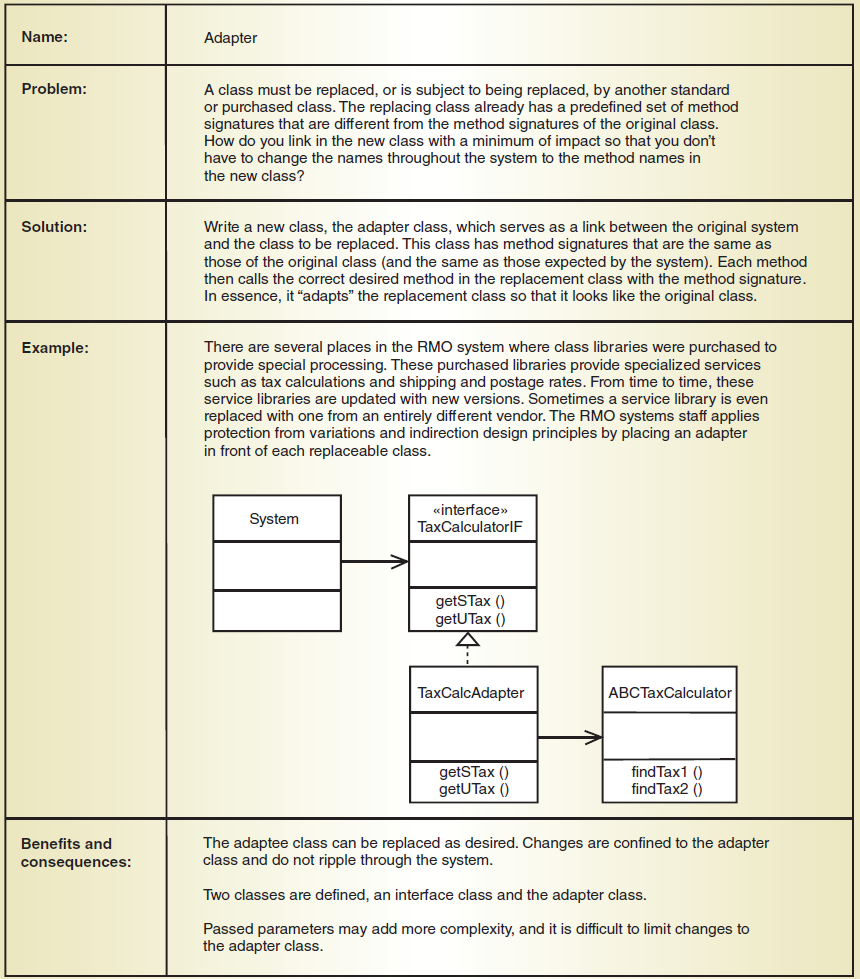 Name:
Adapter
Problem:
A class must be replaced, or is subject to being replaced, by another standard
or purchased class. The replacing class already has a predefined set of method
signatures that are different from the method signatures of the original class.
How do you link in the new class with a minimum of impact so that you don't
have to change the names throughout the system to the method names in
the new class?
Solution:
Write a new class, the adapter class, which serves as a link between the original system
and the class to be replaced. This class has method signatures that are the same as
those of the original class (and the same as those expected by the system). Each method
then calls the correct desired method in the replacement class with the method signature.
In essence, it “adapts” the replacement class so that it looks like the original class.
Example:
There are several places in the RMO system where class libraries were purchased to
provide special processing. These purchased libraries provide specialized services
such as tax calculations and shipping and postage rates. From time to time, these
service libraries are updated with new versions. Sometimes a service library is even
replaced with one from an entirely different vendor. The RMO systems staff applies
protection from variations and indirection design principles by placing an adapter
in front of each replaceable class.
System
«interface»
TaxCalculatorIF
getSTax ()
getUTax ()
TaxCalcAdapter
getSTax ()
getUTax ()
ABCTaxCalculator
findTax1 ()
findTax2 ()
Benefits and
consequences:
The adaptee class can be replaced as desired. Changes are confined to the adapter
class and do not ripple through the system.
Two classes are defined, an interface class and the adapter class.
Passed parameters may add more complexity, and it is difficult to limit changes to
the adapter class.